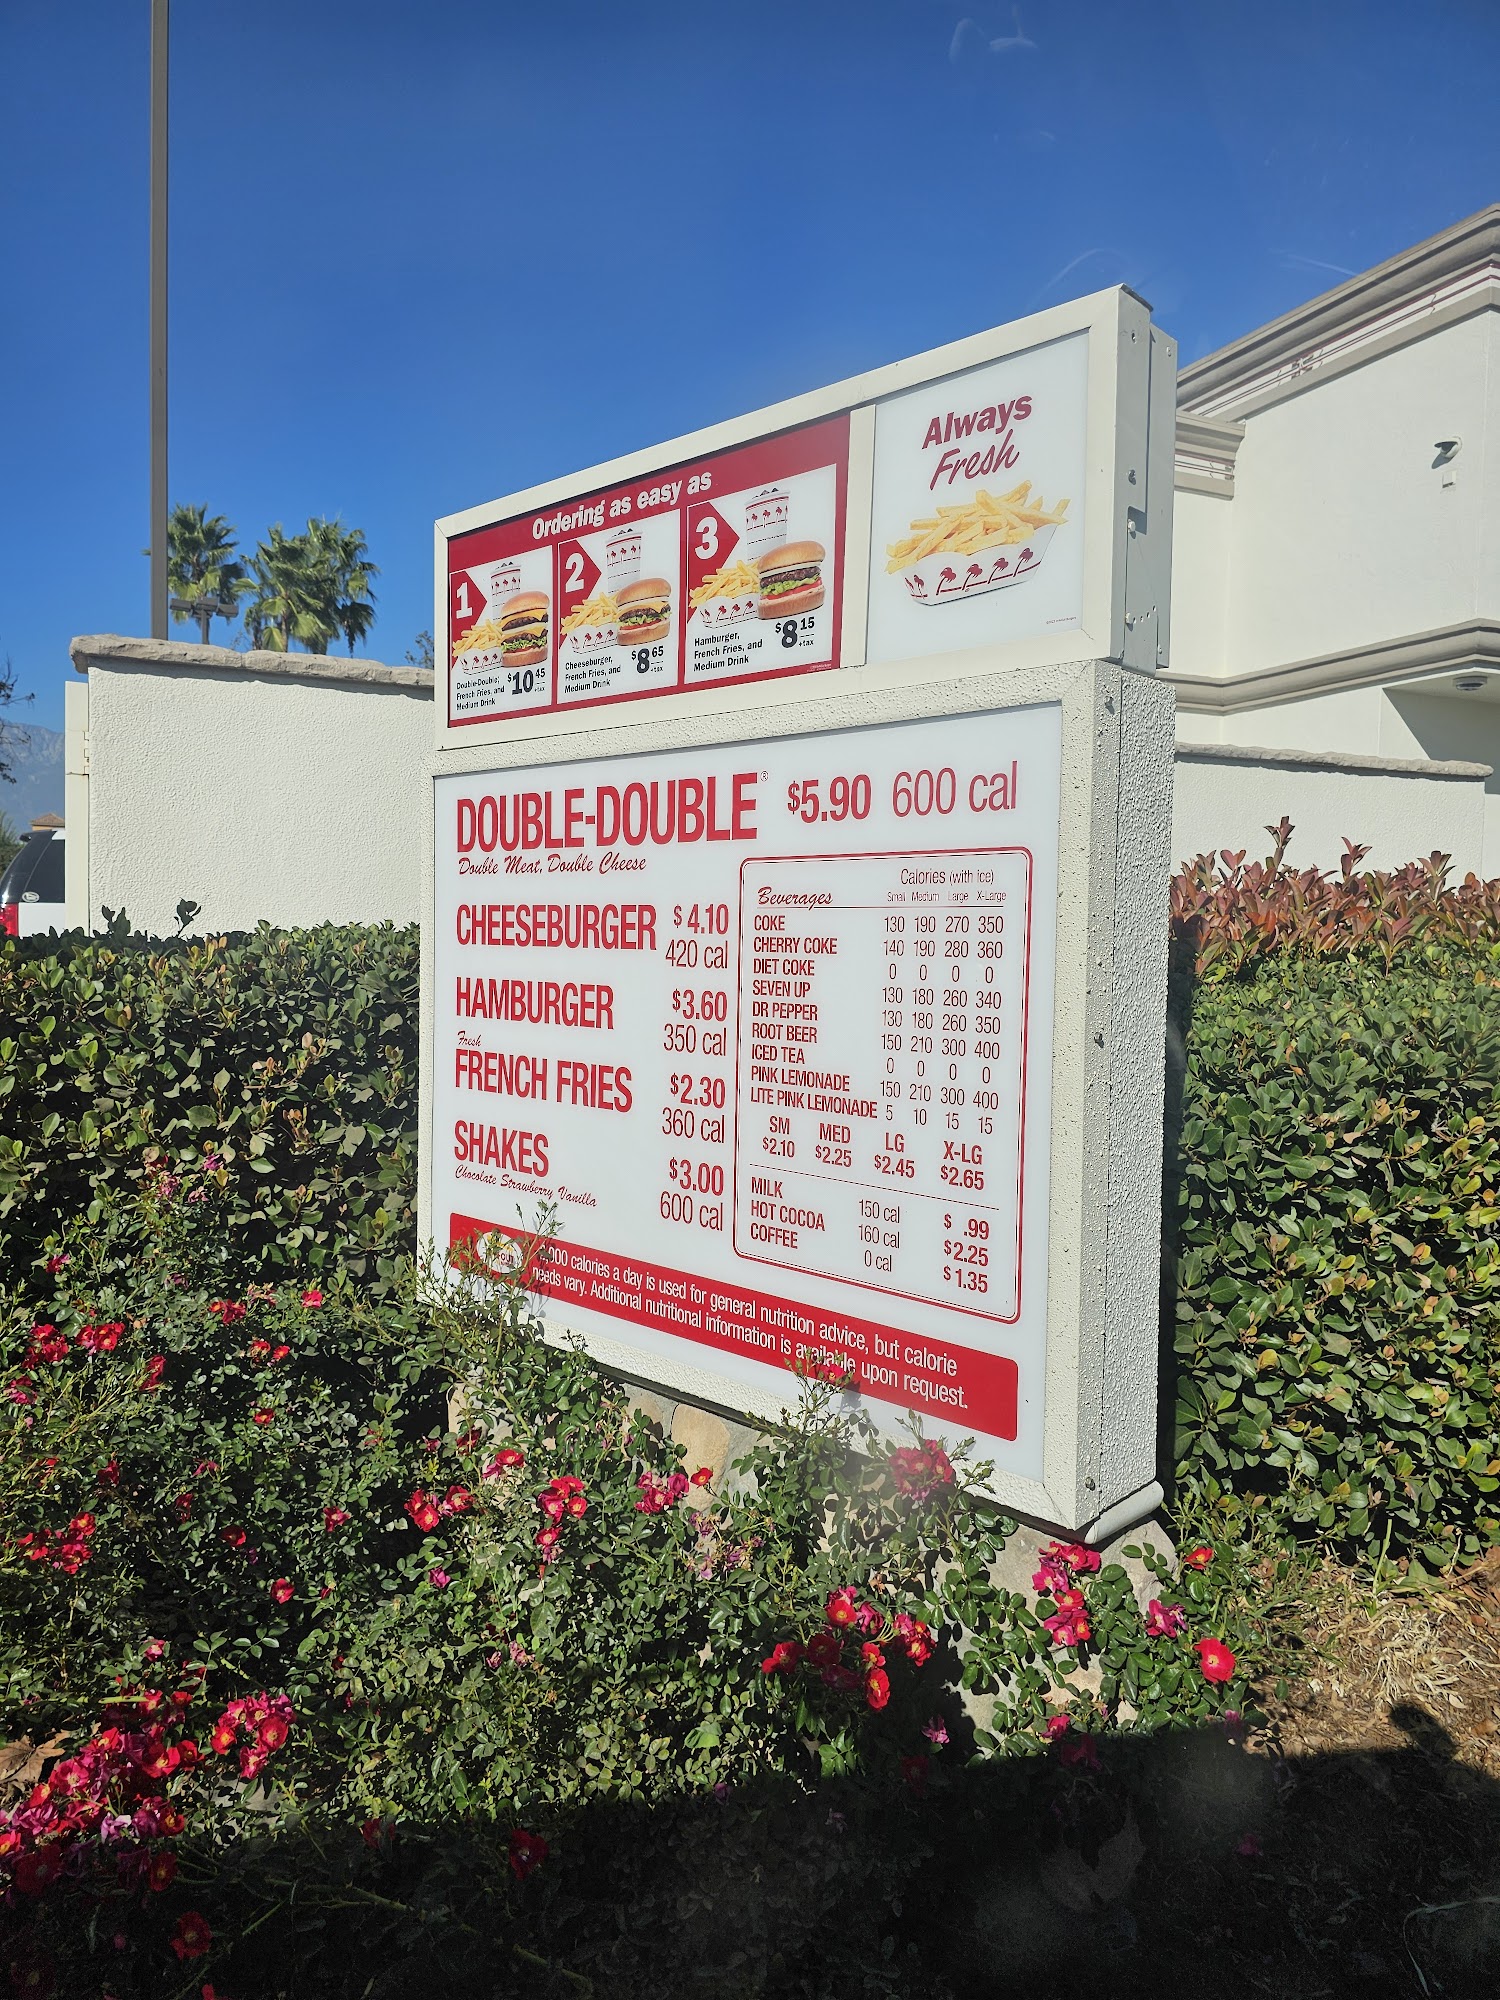 Ordering as easy as
1
Double-Double,
French Fries, and
Medium Drink
$10 45
+tax
2
Cheeseburger,
French Fries, and
Medium Drink
$8 65
+tax
3
Hamburger,
French Fries, and
Medium Drink
$8 15
+tax
Always
Fresh
DOUBLE-DOUBLE® $5.90 600 cal
Double Meat, Double Cheese
CHEESEBURGER $4.10
420 cal
HAMBURGER $3.60
350 cal
Fresh
FRENCH FRIES $2.30
360 cal
SHAKES $3.00
Chocolate Strawberry Vanilla 600 cal
Calories (with ice)
Beverages Small Medium Large X-Large
COKE 130 190 270 350
CHERRY COKE 140 190 280 360
DIET COKE 0 0 0 0
SEVEN UP 130 180 260 340
DR PEPPER 130 180 260 350
ROOT BEER 150 210 300 400
ICED TEA 0 0 0 0
PINK LEMONADE 150 210 300 400
LITE PINK LEMONADE 5 10 15 15
SM MED LG X-LG
$2.10 $2.25 $2.45 $2.65
MILK 150 cal $ .99
HOT COCOA 160 cal $2.25
COFFEE 0 cal $1.35
,000 calories a day is used for general nutrition advice, but calorie
needs vary. Additional nutritional information is available upon request.